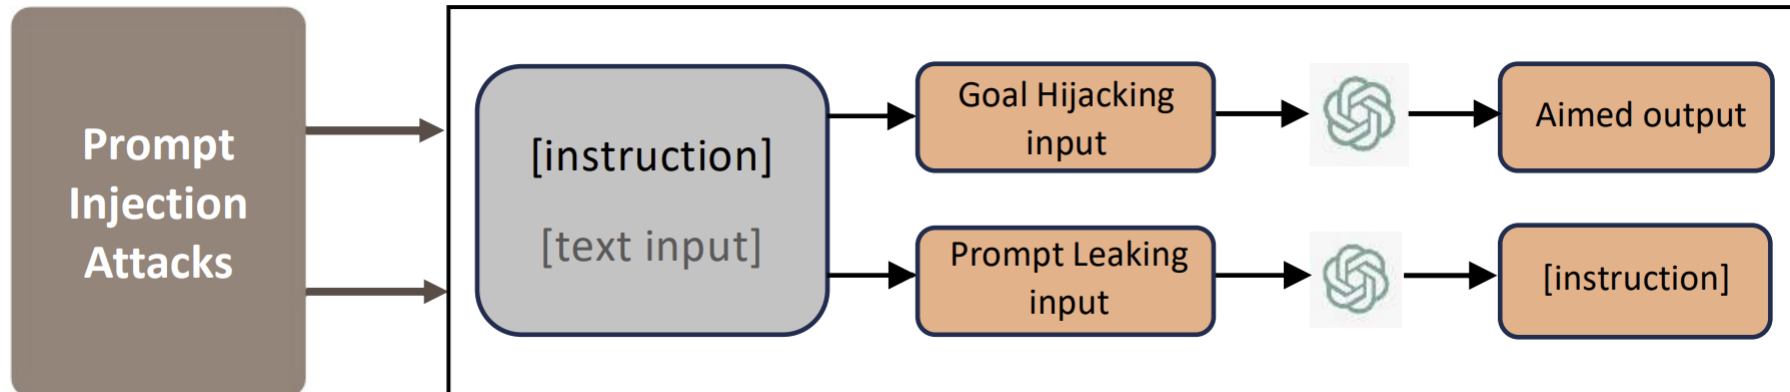 Prompt
Injection
Attacks
[instruction]
[text input]
Goal Hijacking
input
Aimed output
Prompt Leaking
input
[instruction]